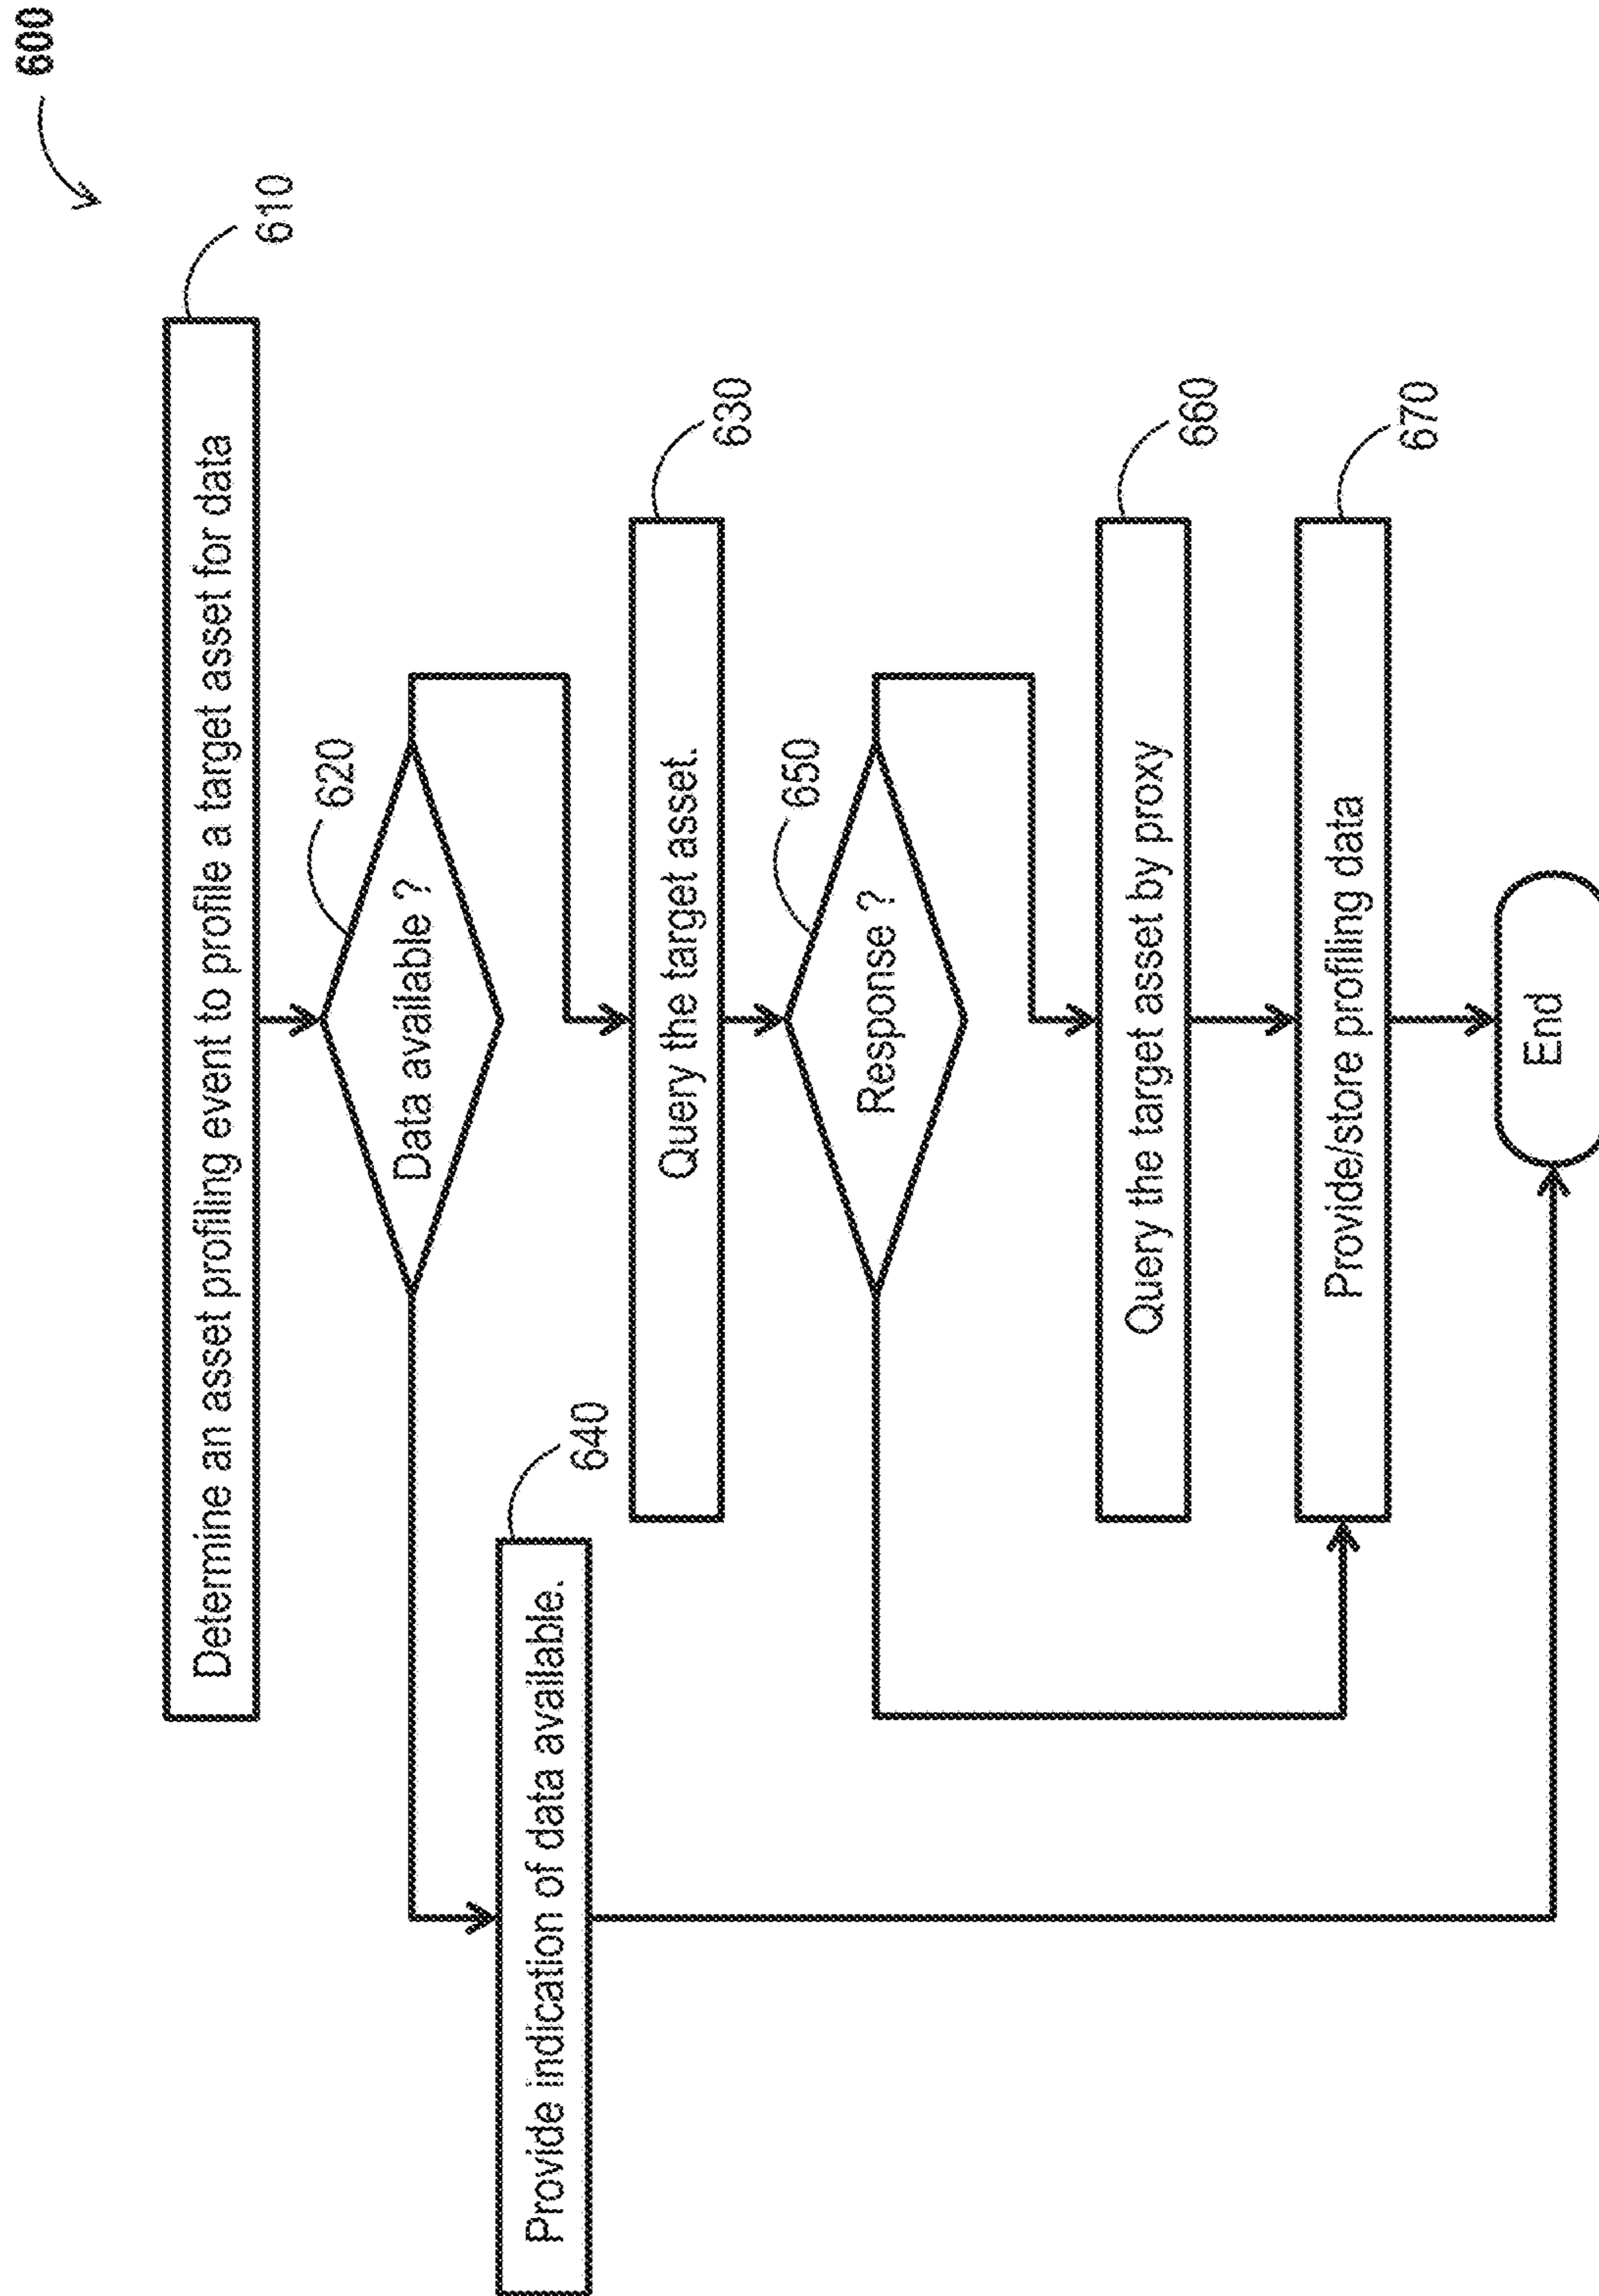 600
Determine an asset profiling event to profile a target asset for data
610
Data available ?
620
Provide indication of data available.
640
Query the target asset.
630
Response ?
650
Query the target asset by proxy
660
Provide/store profiling data
670
End